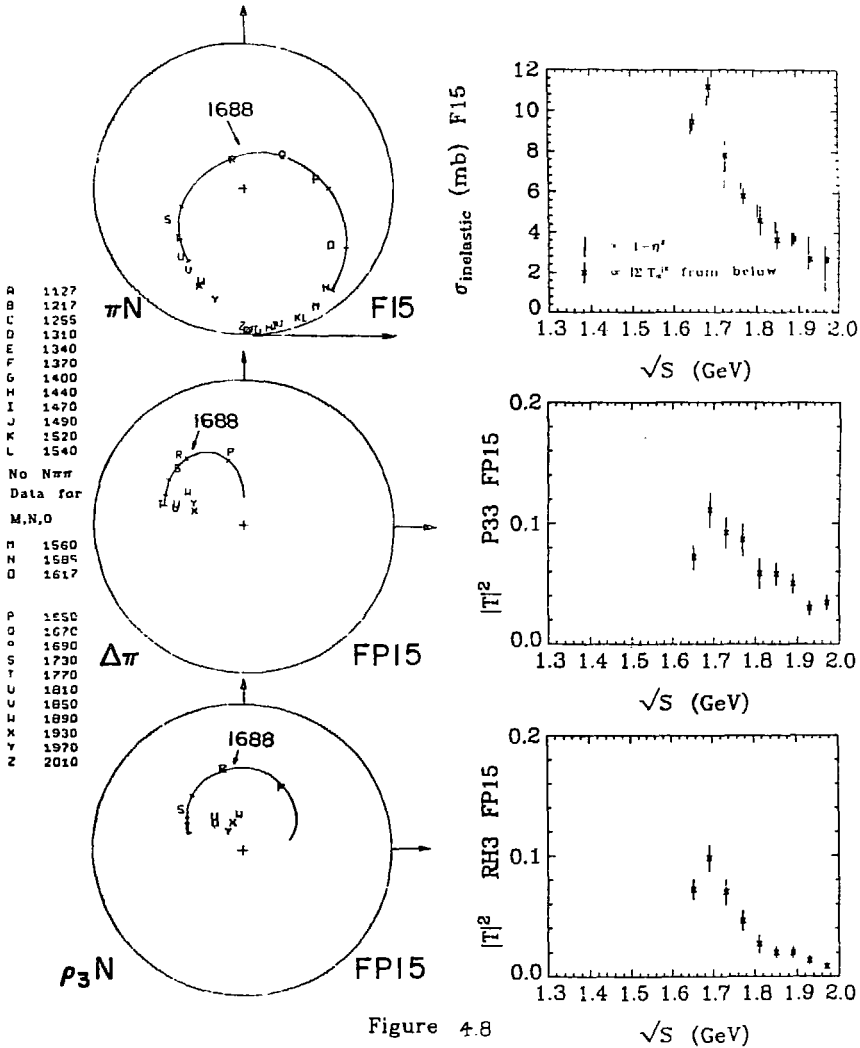 1688
πN
F15
A 1127
B 1217
C 1255
D 1310
E 1340
F 1370
G 1400
H 1440
I 1470
J 1490
K 1520
L 1540
No Nππ
Data for
M,N,O
M 1560
N 1585
O 1617
P 1650
Q 1670
R 1690
S 1730
T 1770
U 1810
V 1850
W 1890
X 1930
Y 1970
Z 2010
1688
Δπ
FP15
1688
ρ₃N
FP15
σinelastic (mb) F15
12
10
8
6
4
2
0
1-η²
from below
1.3 1.4 1.5 1.6 1.7 1.8 1.9 2.0
√S (GeV)
|T|² P33 FP15
0.2
0.1
0.0
1.3 1.4 1.5 1.6 1.7 1.8 1.9 2.0
√S (GeV)
|T|² RH3 FP15
0.2
0.1
0.0
1.3 1.4 1.5 1.6 1.7 1.8 1.9 2.0
√S (GeV)
Figure 4.8